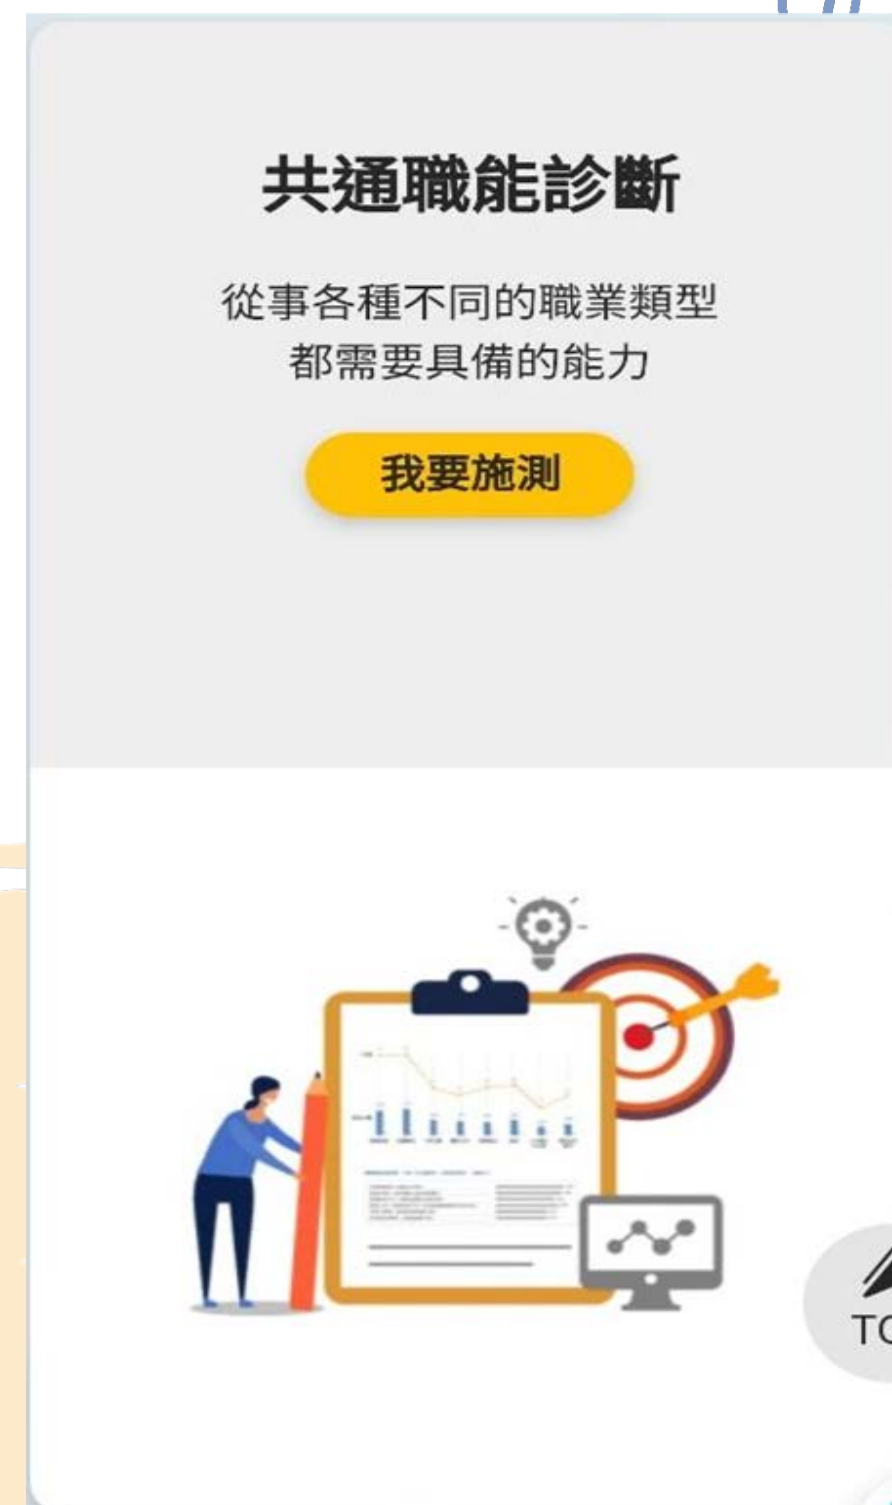 共通職能診斷
從事各種不同的職業類型
都需要具備的能力
我要施測